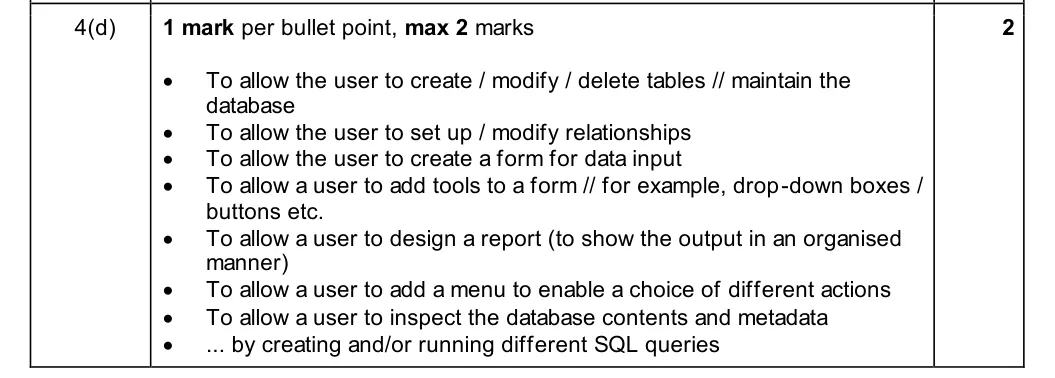 4(d) 1 mark per bullet point, max 2 marks 2
• To allow the user to create / modify / delete tables // maintain the
database
• To allow the user to set up / modify relationships
• To allow the user to create a form for data input
• To allow a user to add tools to a form // for example, drop-down boxes /
buttons etc.
• To allow a user to design a report (to show the output in an organised
manner)
• To allow a user to add a menu to enable a choice of different actions
• To allow a user to inspect the database contents and metadata
• ... by creating and/or running different SQL queries